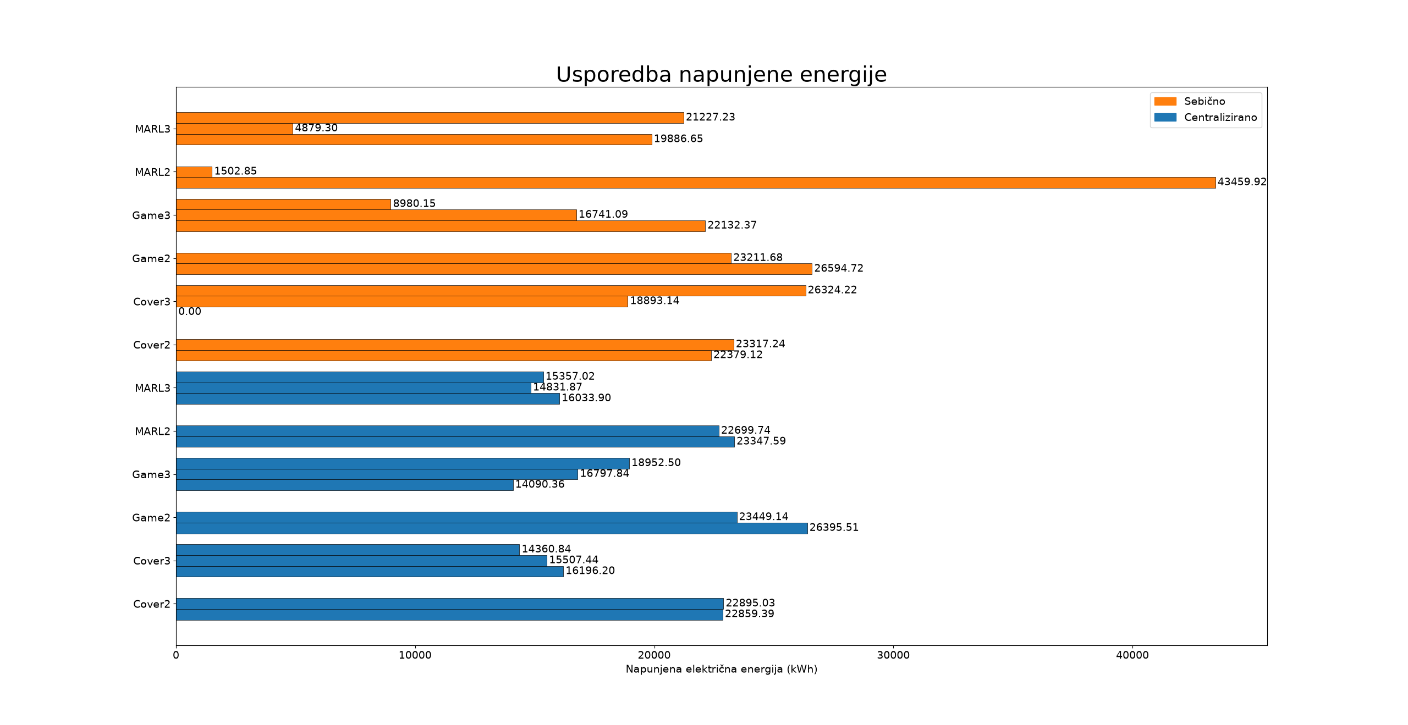 Usporedba napunjene energije
Sebično
Centralizirano
21227.23
MARL3
4879.30
19886.65
MARL2
1502.85
43459.92
8980.15
Game3
16741.09
22132.37
Game2
23211.68
26594.72
26324.22
Cover3
18893.14
0.00
Cover2
23317.24
22379.12
15357.02
MARL3
14831.87
16033.90
MARL2
22699.74
23347.59
18952.50
Game3
16797.84
14090.36
Game2
23449.14
26395.51
14360.84
Cover3
15507.44
16196.20
Cover2
22895.03
22859.39
0
10000
20000
30000
40000
Napunjena električna energija (kWh)